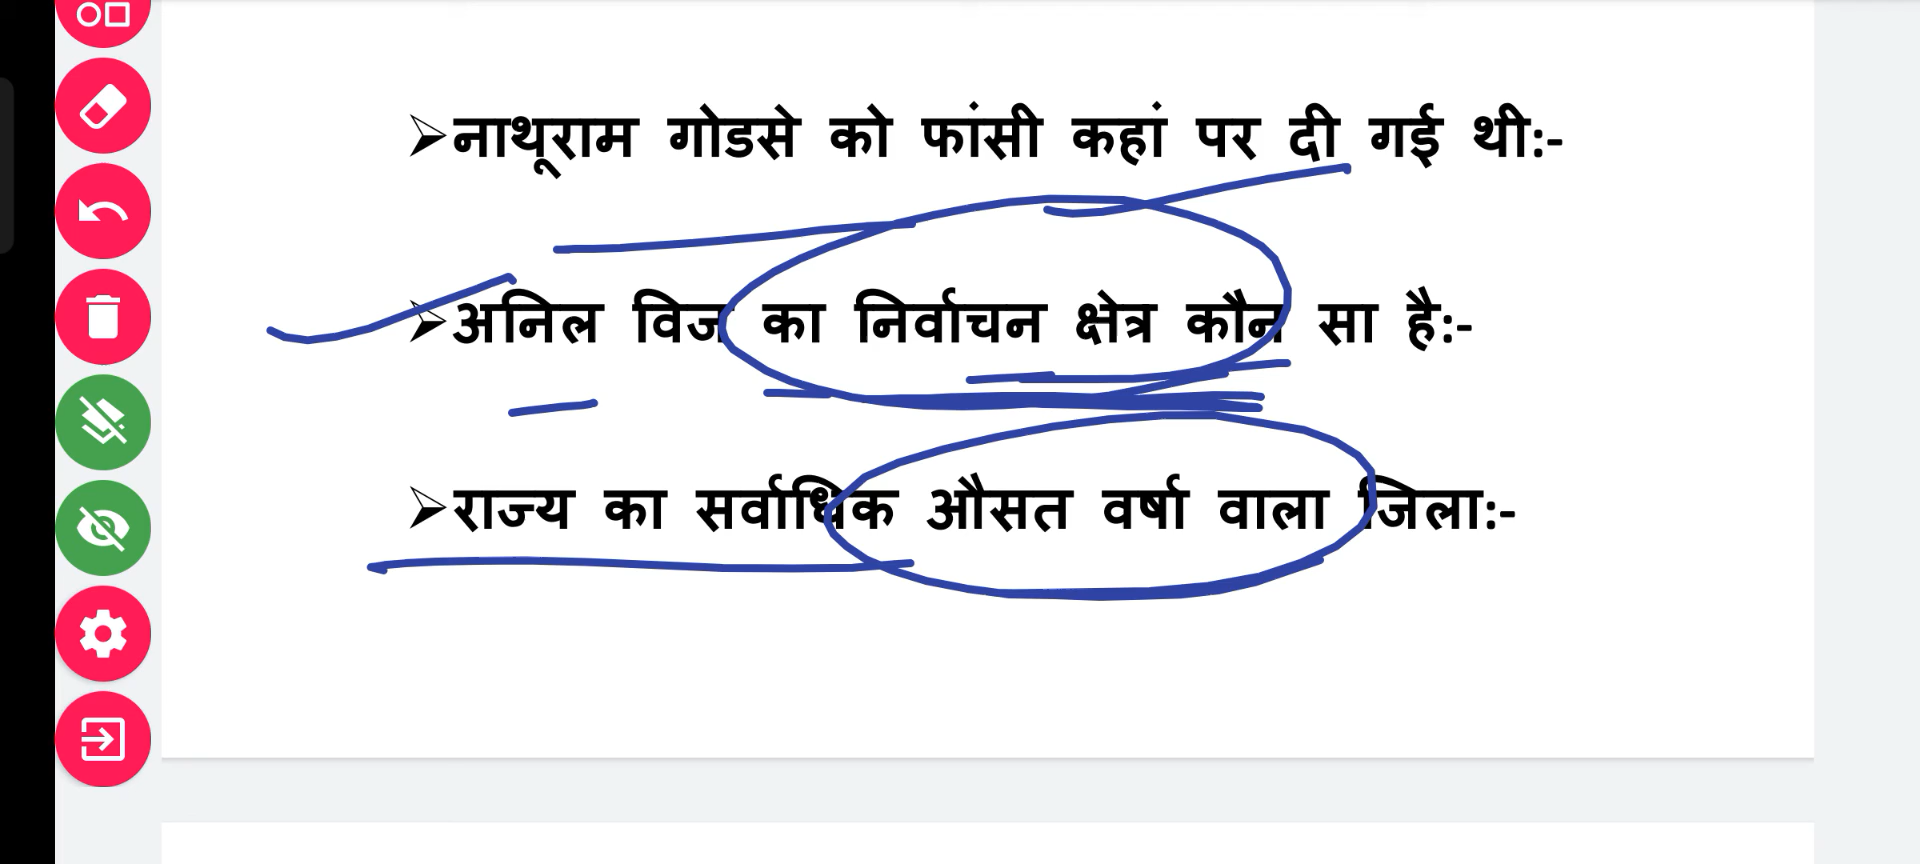 ➢नाथूराम गोडसे को फांसी कहां पर दी गई थी:-
➢अनिल विज का निर्वाचन क्षेत्र कौन सा है:-
➢राज्य का सर्वाधिक औसत वर्षा वाला जिला:-